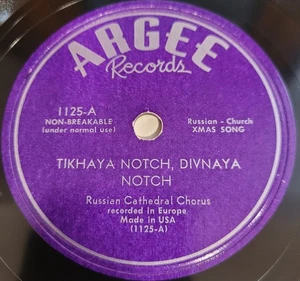 ARGEE
Records
1125-A
NON-BREAKABLE
(under normal use)
Russian - Church
XMAS SONG
TIKHAYA NOTCH, DIVNAYA
NOTCH
Russian Cathedral Chorus
recorded in Europe
Made in USA
(1125-A)